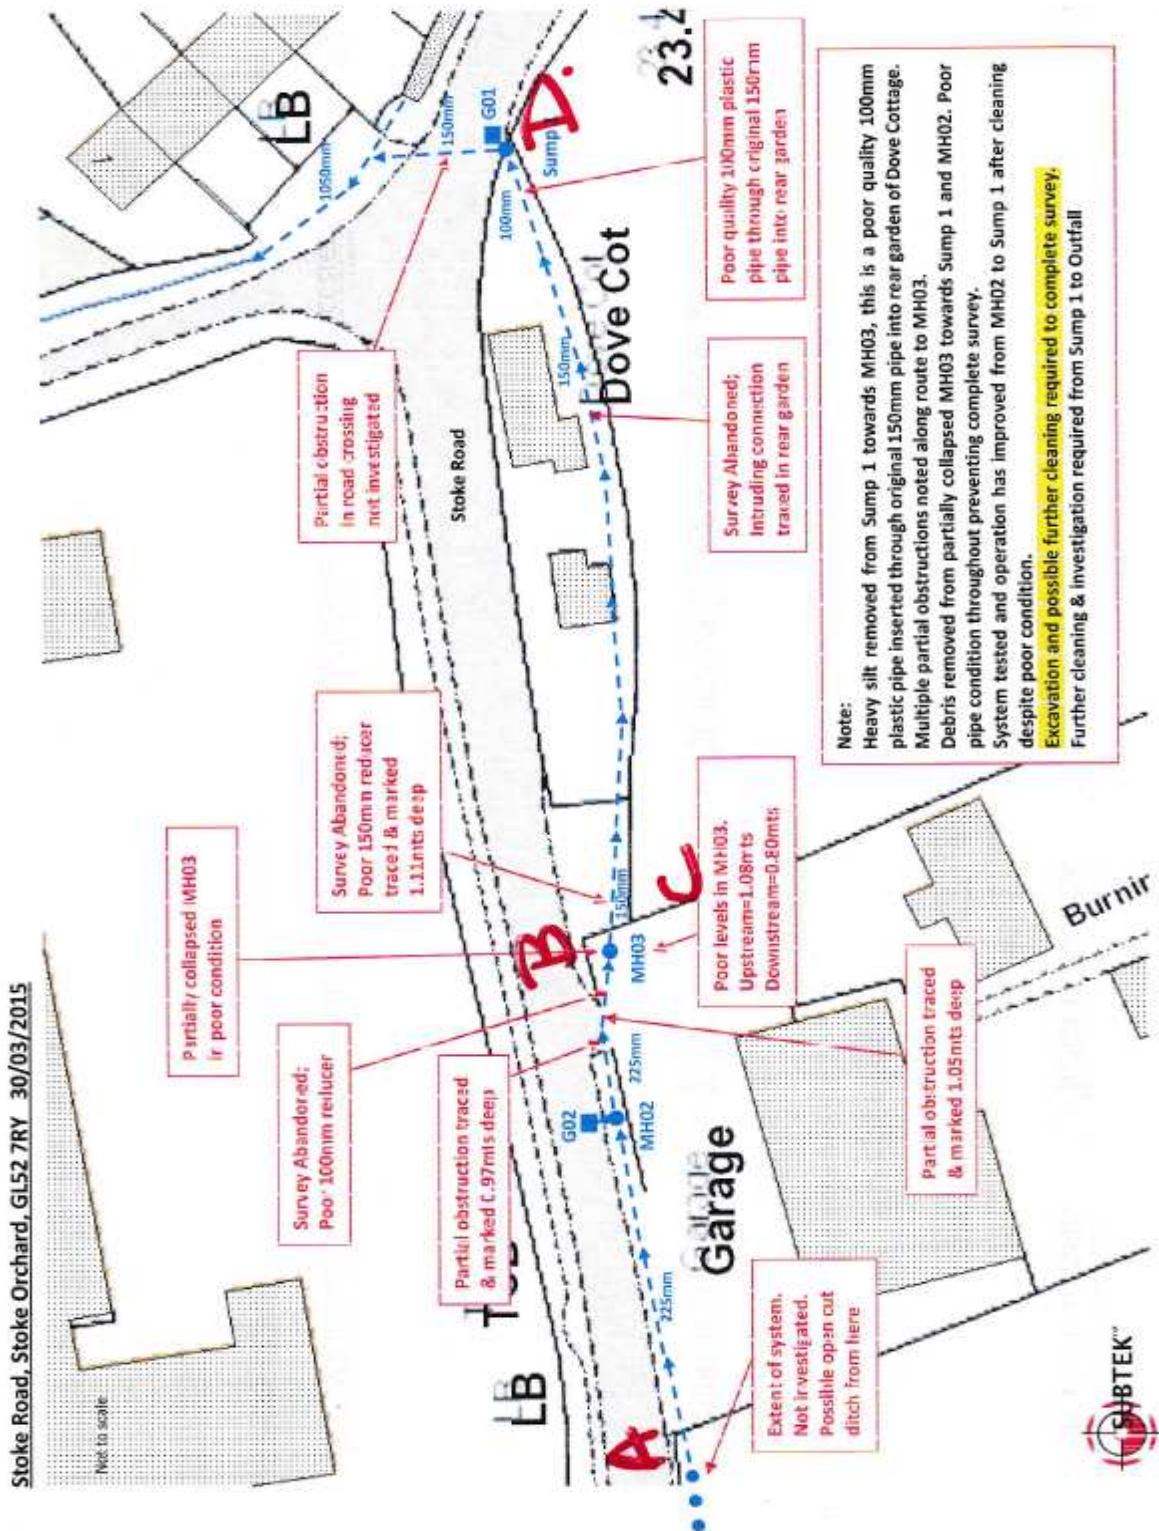 Stoke Road, Stoke Orchard, GL52 7RY 30/03/2015
Not to scale
Partially collapsed MH03
in poor condition
Survey Abandoned;
Poor 100mm reducer
Survey Abandoned;
Poor 150mm reducer
traced & marked
1.11mts deep
Partial obstruction
in road crossing
not investigated
Partial obstruction traced
& marked 0.97mts deep
LB
A
Extent of system.
Not investigated.
Possible open cut
ditch from here
225mm
Garage
G02
MH02
225mm
B
MH03
C
150mm
Poor levels in MH03.
Upstream=1.08mts
Downstream=0.80mts
Partial obstruction traced
& marked 1.05mts deep
Burnin
Stoke Road
Dove Cot
150mm
100mm
Survey Abandoned;
Intruding connection
traced in rear garden
Poor quality 100mm plastic
pipe through original 150mm
pipe into rear garden
Sump 1
G01
D.
150mm
1050mm
1
LB
23.2
Note:
Heavy silt removed from Sump 1 towards MH03, this is a poor quality 100mm
plastic pipe inserted through original 150mm pipe into rear garden of Dove Cottage.
Multiple partial obstructions noted along route to MH03.
Debris removed from partially collapsed MH03 towards Sump 1 and MH02. Poor
pipe condition throughout preventing complete survey.
System tested and operation has improved from MH02 to Sump 1 after cleaning
despite poor condition.
Excavation and possible further cleaning required to complete survey.
Further cleaning & investigation required from Sump 1 to Outfall
SUBTEK